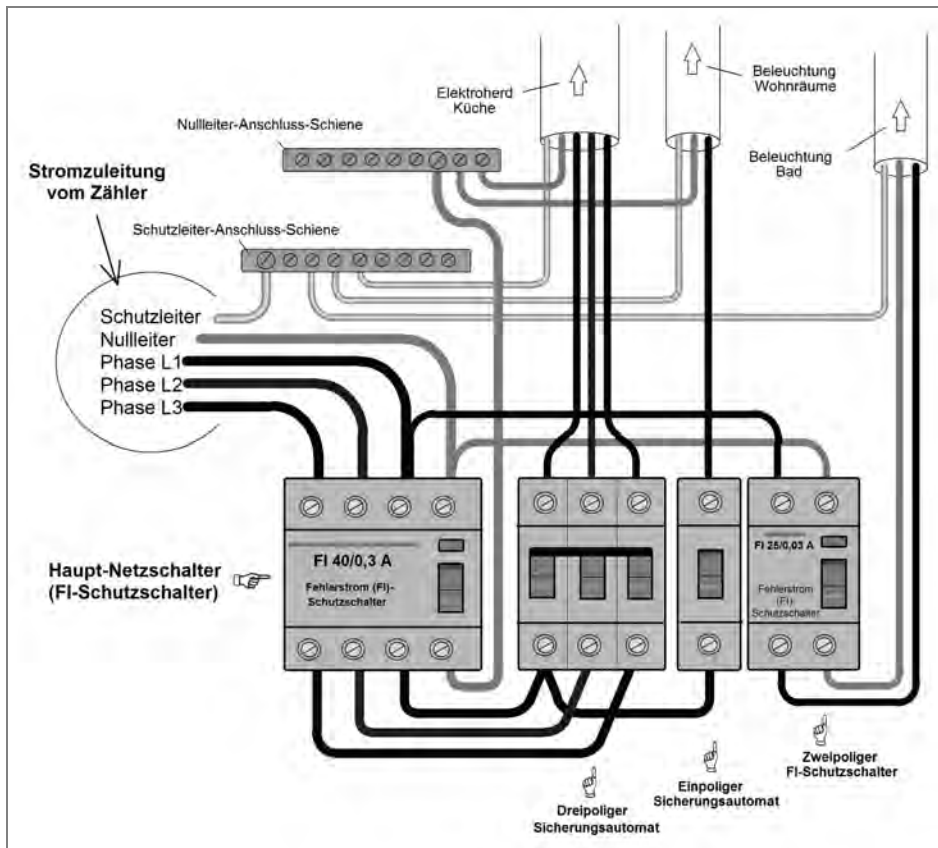 Elektroherd
Küche
Beleuchtung
Wohnräume
Beleuchtung
Bad
Nullleiter-Anschluss-Schiene
Stromzuleitung
vom Zähler
Schutzleiter-Anschluss-Schiene
Schutzleiter
Nullleiter
Phase L1
Phase L2
Phase L3
Haupt-Netzschalter
(FI-Schutzschalter)
FI 40/0,3 A
Fehlerstrom (FI)-
Schutzschalter
FI 25/0,03 A
Fehlerstrom
(FI)-
Schutzschalter
Dreipoliger
Sicherungsautomat
Einpoliger
Sicherungsautomat
Zweipoliger
FI-Schutzschalter